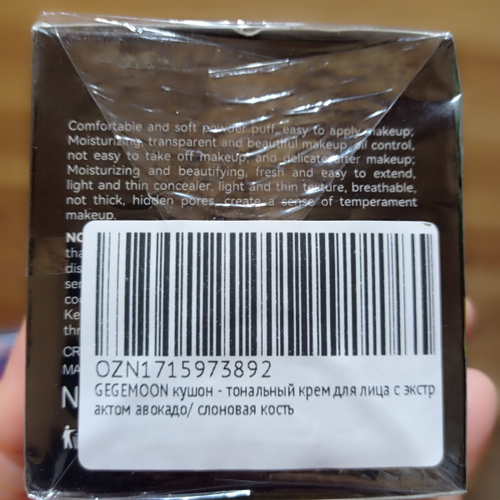 Comfortable and soft powder puff, easy to apply makeup;
Moisturizing, transparent and beautiful makeup, oil control,
not easy to take off makeup, and delicate after makeup;
Moisturizing and beautifying, fresh and easy to extend,
light and thin concealer, light and thin texture, breathable,
not thick, hidden pores, create a sense of temperament
makeup.
OZN1715973892
GEGEMOON кушон - тональный крем для лица с экстр
актом авокадо/ слоновая кость